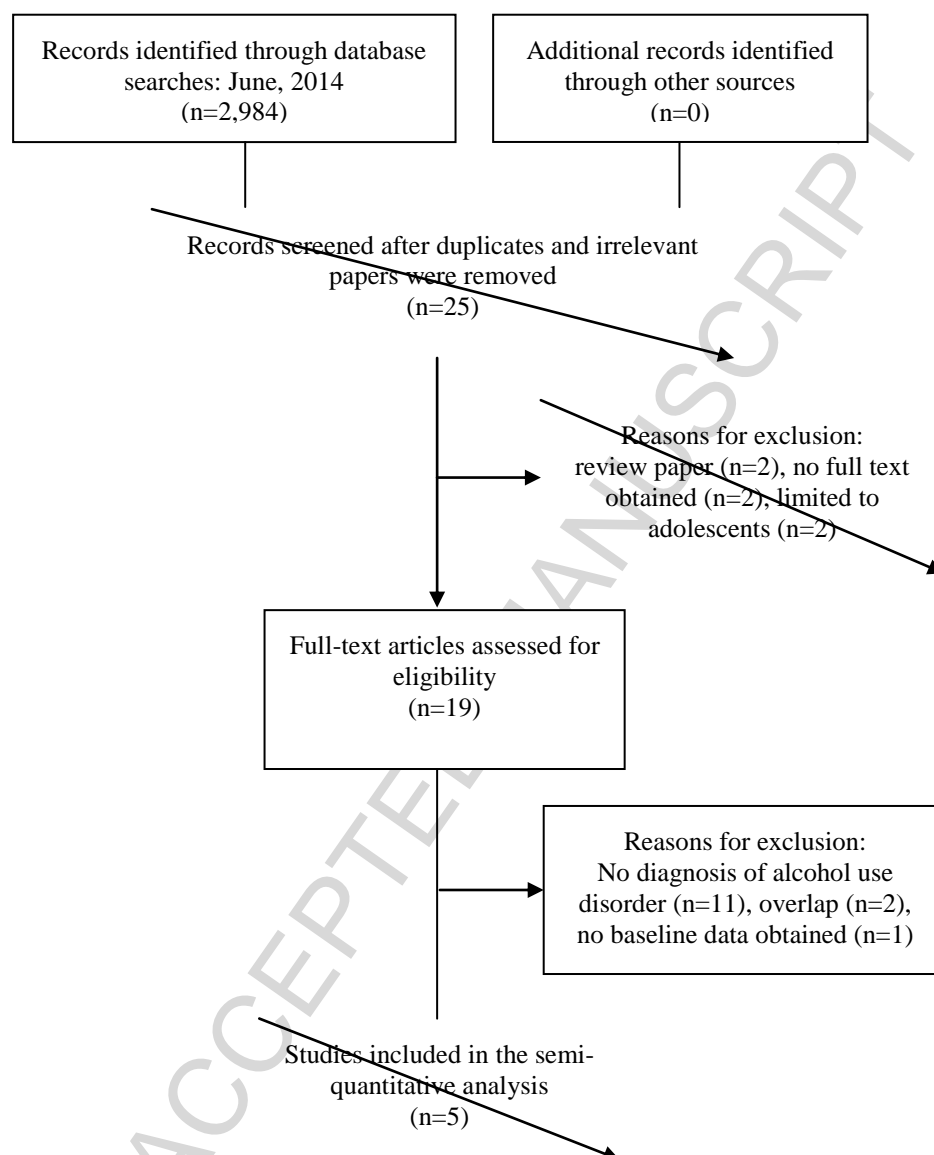 Records identified through database
searches: June, 2014
(n=2,984)
Additional records identified
through other sources
(n=0)
Records screened after duplicates and irrelevant
papers were removed
(n=25)
Reasons for exclusion:
review paper (n=2), no full text
obtained (n=2), limited to
adolescents (n=2)
Full-text articles assessed for
eligibility
(n=19)
Reasons for exclusion:
No diagnosis of alcohol use
disorder (n=11), overlap (n=2),
no baseline data obtained (n=1)
Studies included in the semi-
quantitative analysis
(n=5)
ACCEPTED MANUSCRIPT